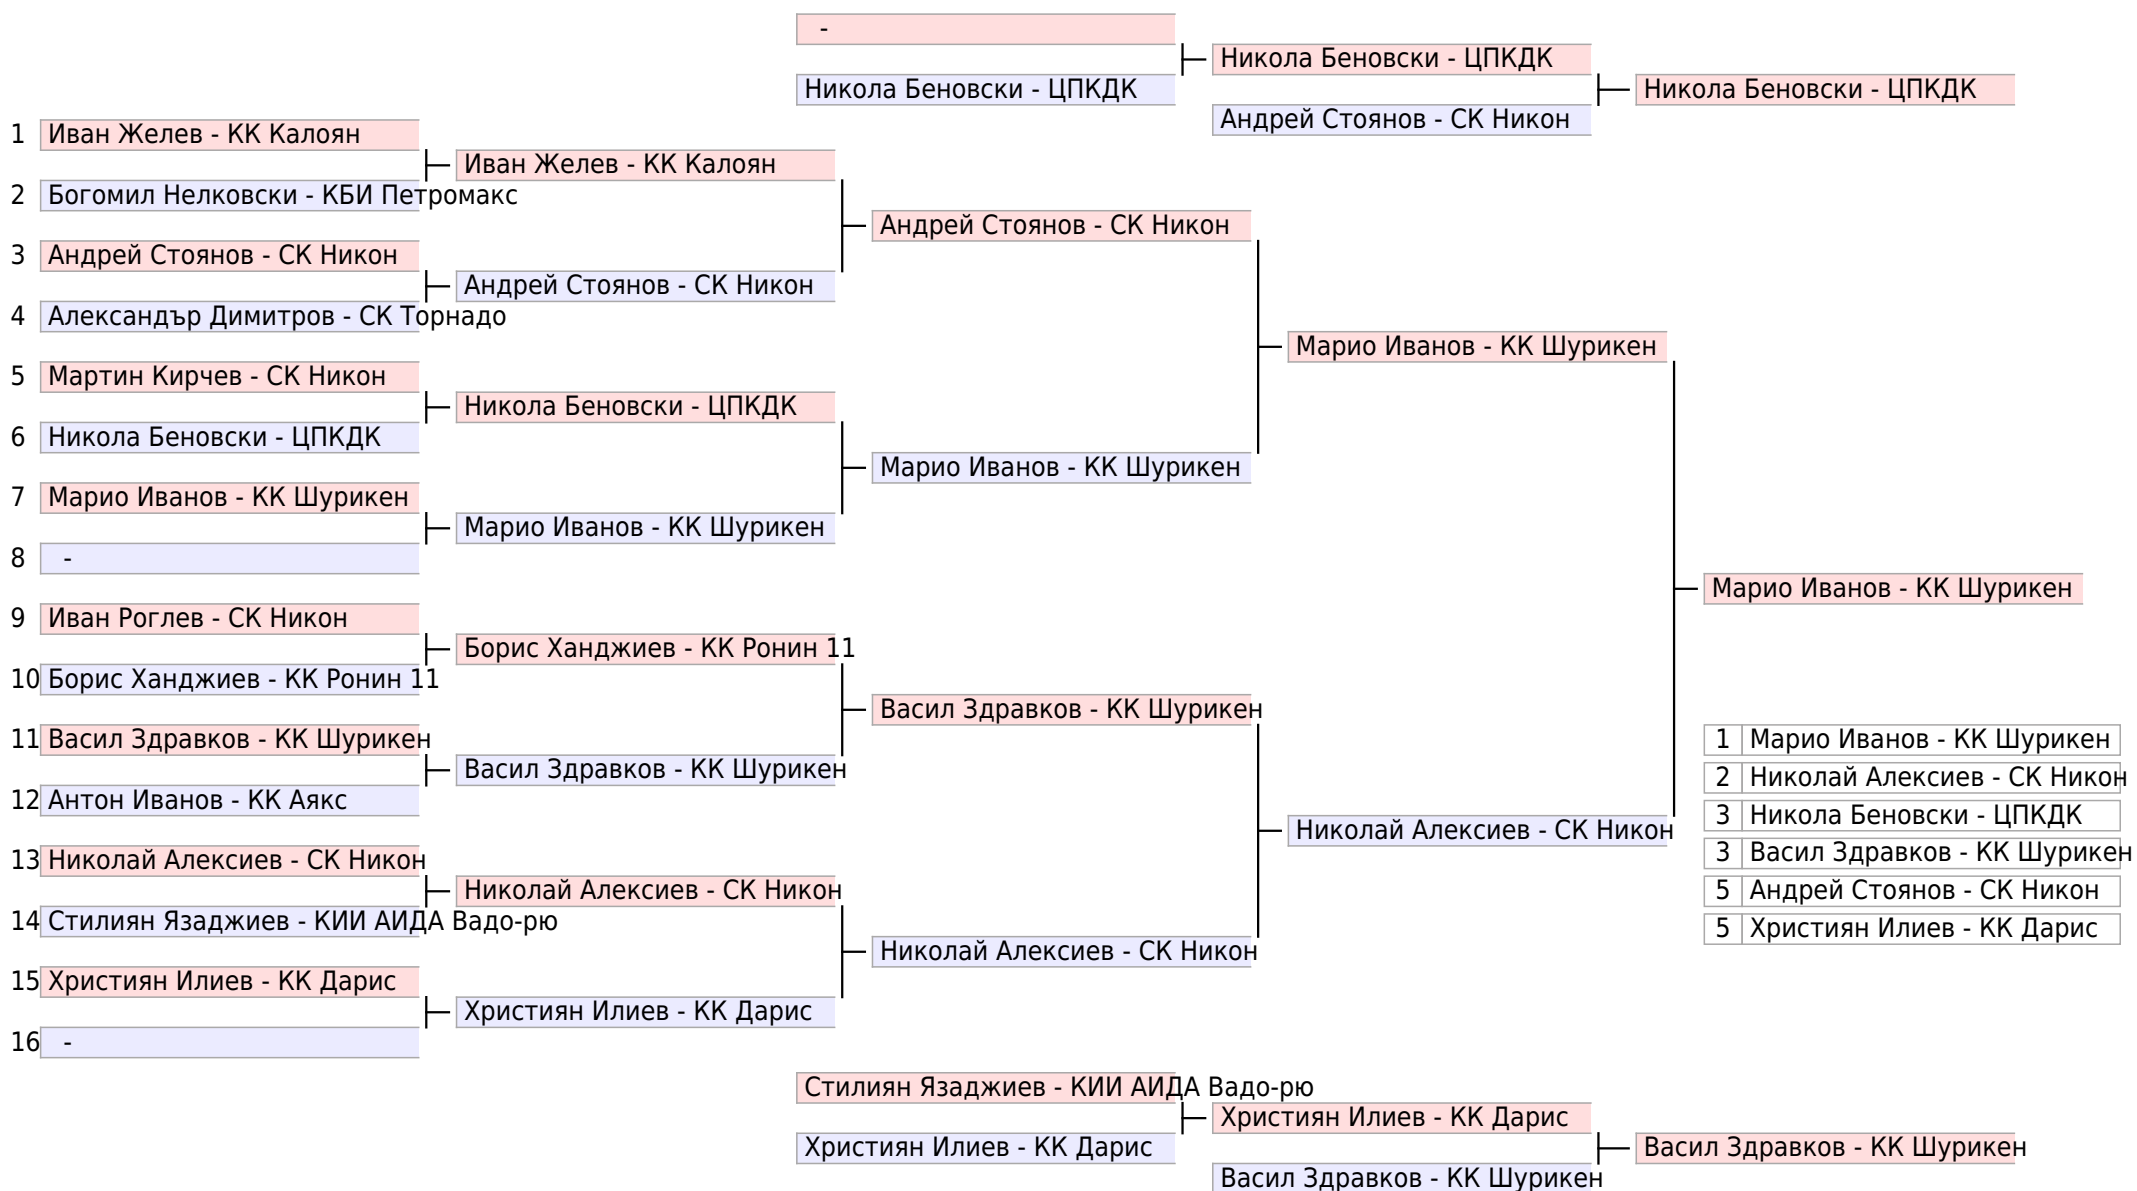 -
Никола Беновски - ЦПКДК
Никола Беновски - ЦПКДК
Никола Беновски - ЦПКДК
Андрей Стоянов - СК Никон
1 Иван Желев - КК Калоян
Иван Желев - КК Калоян
2 Богомил Нелковски - КБИ Петромакс
Андрей Стоянов - СК Никон
3 Андрей Стоянов - СК Никон
Андрей Стоянов - СК Никон
4 Александър Димитров - СК Торнадо
Марио Иванов - КК Шурикен
5 Мартин Кирчев - СК Никон
Никола Беновски - ЦПКДК
6 Никола Беновски - ЦПКДК
Марио Иванов - КК Шурикен
7 Марио Иванов - КК Шурикен
Марио Иванов - КК Шурикен
8 -
Марио Иванов - КК Шурикен
9 Иван Роглев - СК Никон
Борис Ханджиев - КК Ронин 11
10 Борис Ханджиев - КК Ронин 11
Васил Здравков - КК Шурикен
11 Васил Здравков - КК Шурикен
Васил Здравков - КК Шурикен
12 Антон Иванов - КК Аякс
Николай Алексиев - СК Никон
13 Николай Алексиев - СК Никон
Николай Алексиев - СК Никон
14 Стилиян Язаджиев - КИИ АИДА Вадо-рю
Николай Алексиев - СК Никон
15 Християн Илиев - КК Дарис
Християн Илиев - КК Дарис
16 -
1 Марио Иванов - КК Шурикен
2 Николай Алексиев - СК Никон
3 Никола Беновски - ЦПКДК
3 Васил Здравков - КК Шурикен
5 Андрей Стоянов - СК Никон
5 Християн Илиев - КК Дарис
Стилиян Язаджиев - КИИ АИДА Вадо-рю
Християн Илиев - КК Дарис
Християн Илиев - КК Дарис
Васил Здравков - КК Шурикен
Васил Здравков - КК Шурикен